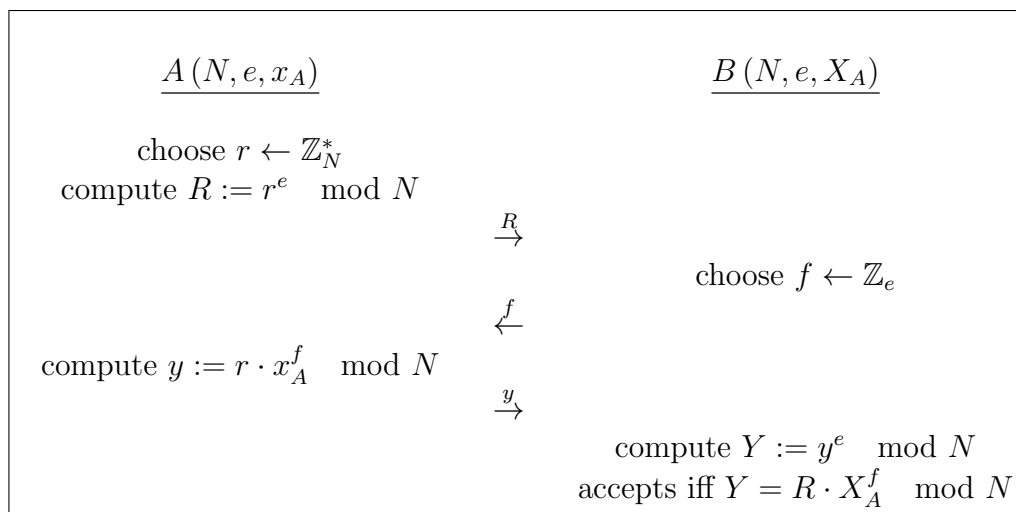 A (N, e, x_A) B (N, e, X_A)
choose r ← ℤ*_N
compute R := r^e mod N
R
→
choose f ← ℤ_e
f
←
compute y := r · x_A^f mod N
y
→
compute Y := y^e mod N
accepts iff Y = R · X_A^f mod N